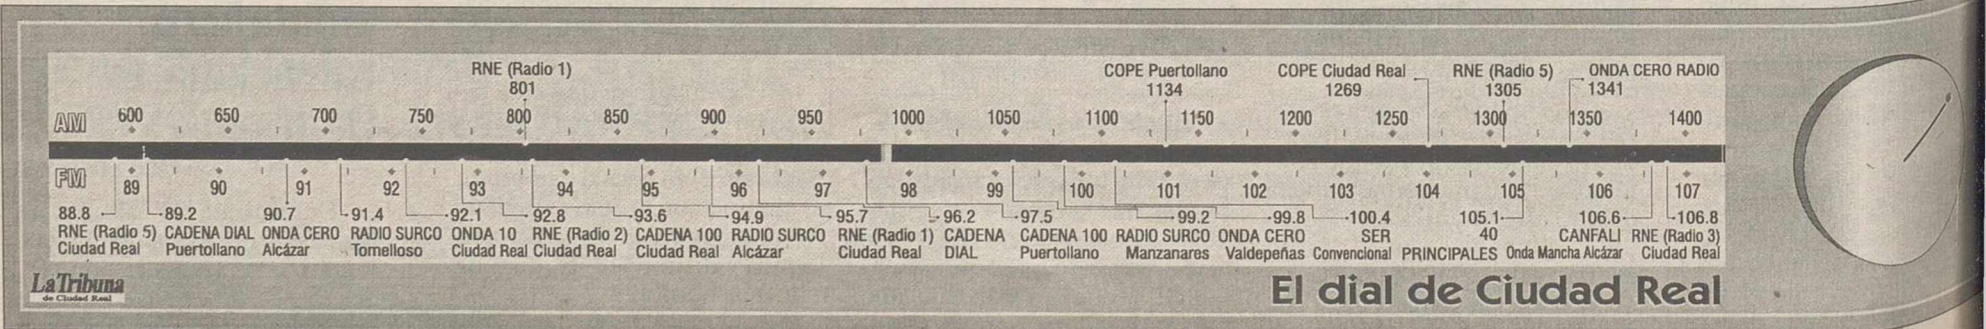 RNE (Radio 1) COPE Puertollano COPE Ciudad Real RNE (Radio 5) ONDA CERO RADIO
801 1134 1269 1305 1341
AM 600 650 700 750 800 850 900 950 1000 1050 1100 1150 1200 1250 1300 1350 1400
FM 89 90 91 92 93 94 95 96 97 98 99 100 101 102 103 104 105 106 107
88.8 89.2 90.7 91.4 92.1 92.8 93.6 94.9 95.7 96.2 97.5 99.2 99.8 100.4 105.1 106.6 106.8
RNE (Radio 5) CADENA DIAL ONDA CERO RADIO SURCO ONDA 10 RNE (Radio 2) CADENA 100 RADIO SURCO RNE (Radio 1) CADENA CADENA 100 RADIO SURCO ONDA CERO SER 40 CANFALI RNE (Radio 3)
Ciudad Real Puertollano Alcázar Tomelloso Ciudad Real Ciudad Real Ciudad Real Alcázar Ciudad Real DIAL Puertollano Manzanares Valdepeñas Convencional PRINCIPALES Onda Mancha Alcázar Ciudad Real
La Tribuna
de Ciudad Real
El dial de Ciudad Real